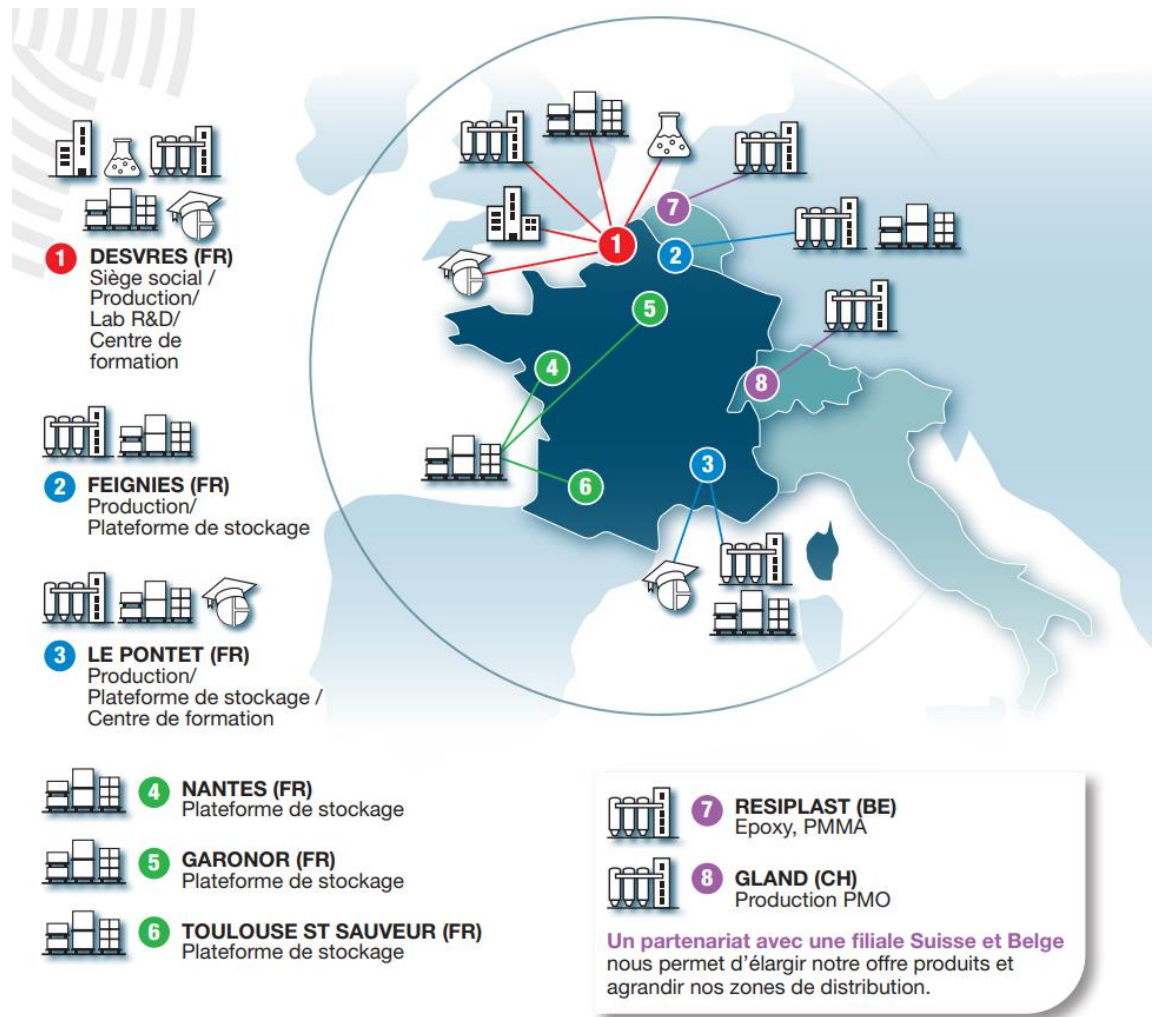 1 DESVRES (FR)
Siège social /
Production/
Lab R&D/
Centre de
formation
2 FEIGNIES (FR)
Production/
Plateforme de stockage
3 LE PONTET (FR)
Production/
Plateforme de stockage /
Centre de formation
4 NANTES (FR)
Plateforme de stockage
5 GARONOR (FR)
Plateforme de stockage
6 TOULOUSE ST SAUVEUR (FR)
Plateforme de stockage
7
1
2
5
4
8
3
6
7 RESIPLAST (BE)
Epoxy, PMMA
8 GLAND (CH)
Production PMO
Un partenariat avec une filiale Suisse et Belge
nous permet d’élargir notre offre produits et
agrandir nos zones de distribution.